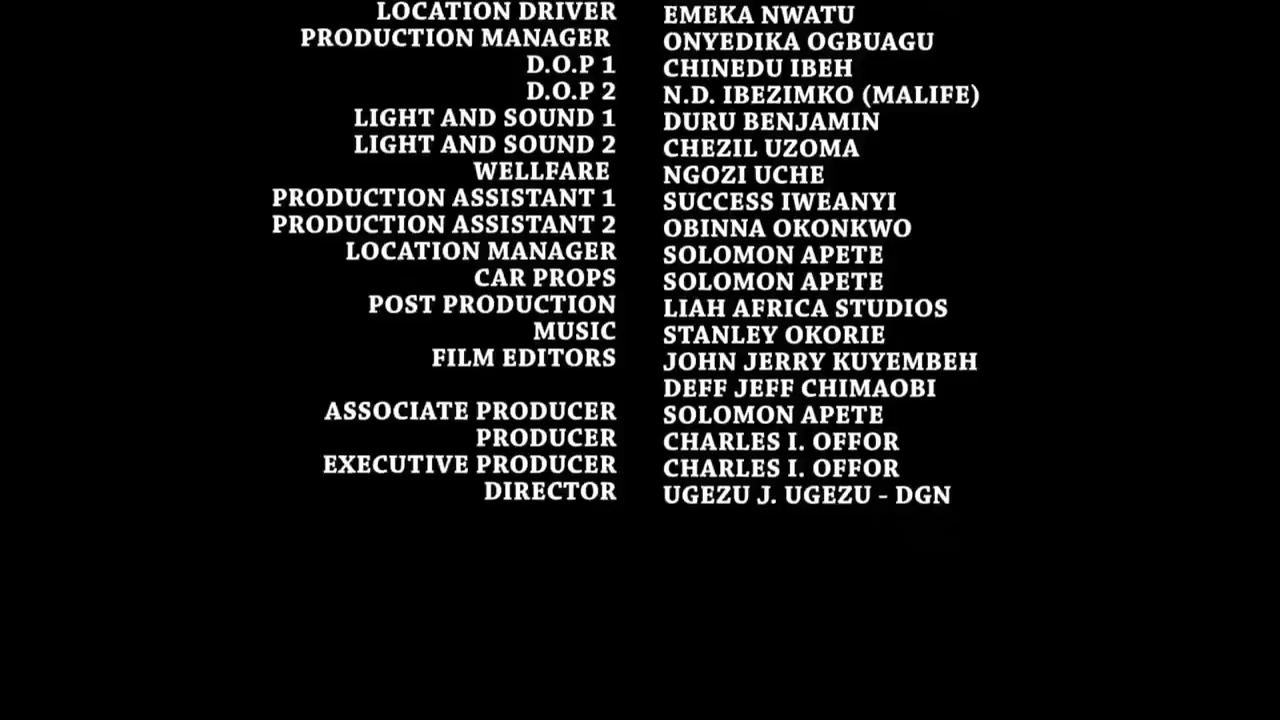 LOCATION DRIVER EMEKA NWATU
PRODUCTION MANAGER ONYEDIKA OGBUAGU
D.O.P 1 CHINEDU IBEH
D.O.P 2 N.D. IBEZIMKO (MALIFE)
LIGHT AND SOUND 1 DURU BENJAMIN
LIGHT AND SOUND 2 CHEZIL UZOMA
WELLFARE NGOZI UCHE
PRODUCTION ASSISTANT 1 SUCCESS IWEANYI
PRODUCTION ASSISTANT 2 OBINNA OKONKWO
LOCATION MANAGER SOLOMON APETE
CAR PROPS SOLOMON APETE
POST PRODUCTION LIAH AFRICA STUDIOS
MUSIC STANLEY OKORIE
FILM EDITORS JOHN JERRY KUYEMBEH
DEFF JEFF CHIMAOBI
ASSOCIATE PRODUCER SOLOMON APETE
PRODUCER CHARLES I. OFFOR
EXECUTIVE PRODUCER CHARLES I. OFFOR
DIRECTOR UGEZU J. UGEZU - DGN